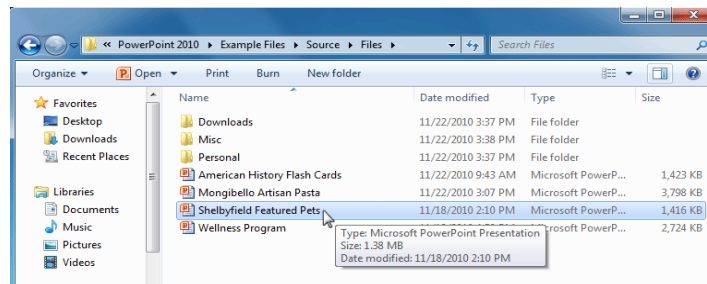 « PowerPoint 2010 ▸ Example Files ▸ Source ▸ Files ▸ Search Files
Organize ▾ Open ▾ Print Burn New folder
Favorites
Desktop
Downloads
Recent Places
Libraries
Documents
Music
Pictures
Videos
Name Date modified Type Size
Downloads 11/22/2010 3:37 PM File folder
Misc 11/22/2010 3:38 PM File folder
Personal 11/22/2010 3:37 PM File folder
American History Flash Cards 11/22/2010 9:43 AM Microsoft PowerP... 1,423 KB
Mongibello Artisan Pasta 11/22/2010 3:07 PM Microsoft PowerP... 3,798 KB
Shelbyfield Featured Pets 11/18/2010 2:10 PM Microsoft PowerP... 1,416 KB
Wellness Program PowerP... 2,724 KB
Type: Microsoft PowerPoint Presentation
Size: 1.38 MB
Date modified: 11/18/2010 2:10 PM